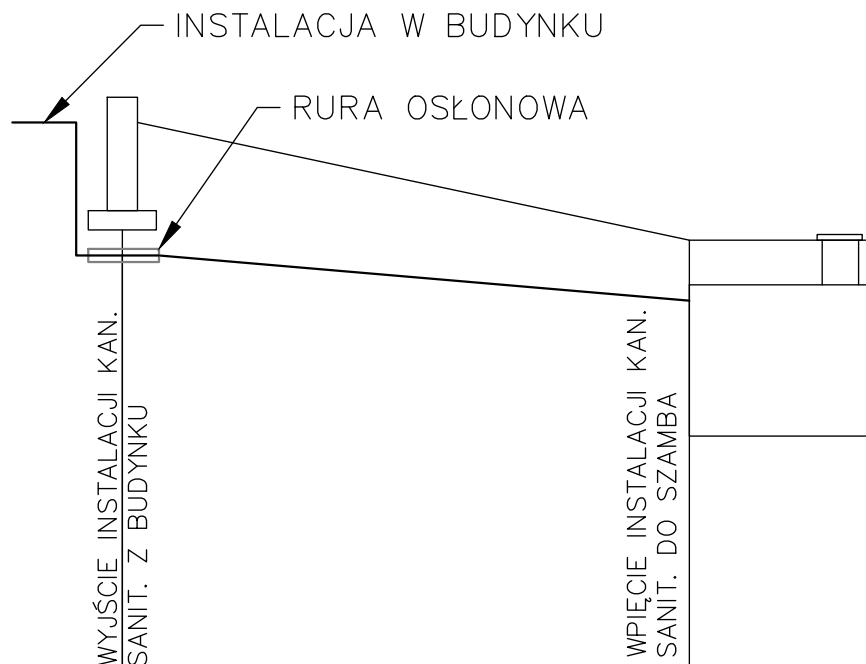 INSTALACJA W BUDYNKU
RURA OSŁONOWA
WYJŚCIE INSTALACJI KAN.
SANIT. Z BUDYNKU
WPIĘCIE INSTALACJI KAN.
SANIT. DO SZAMBA